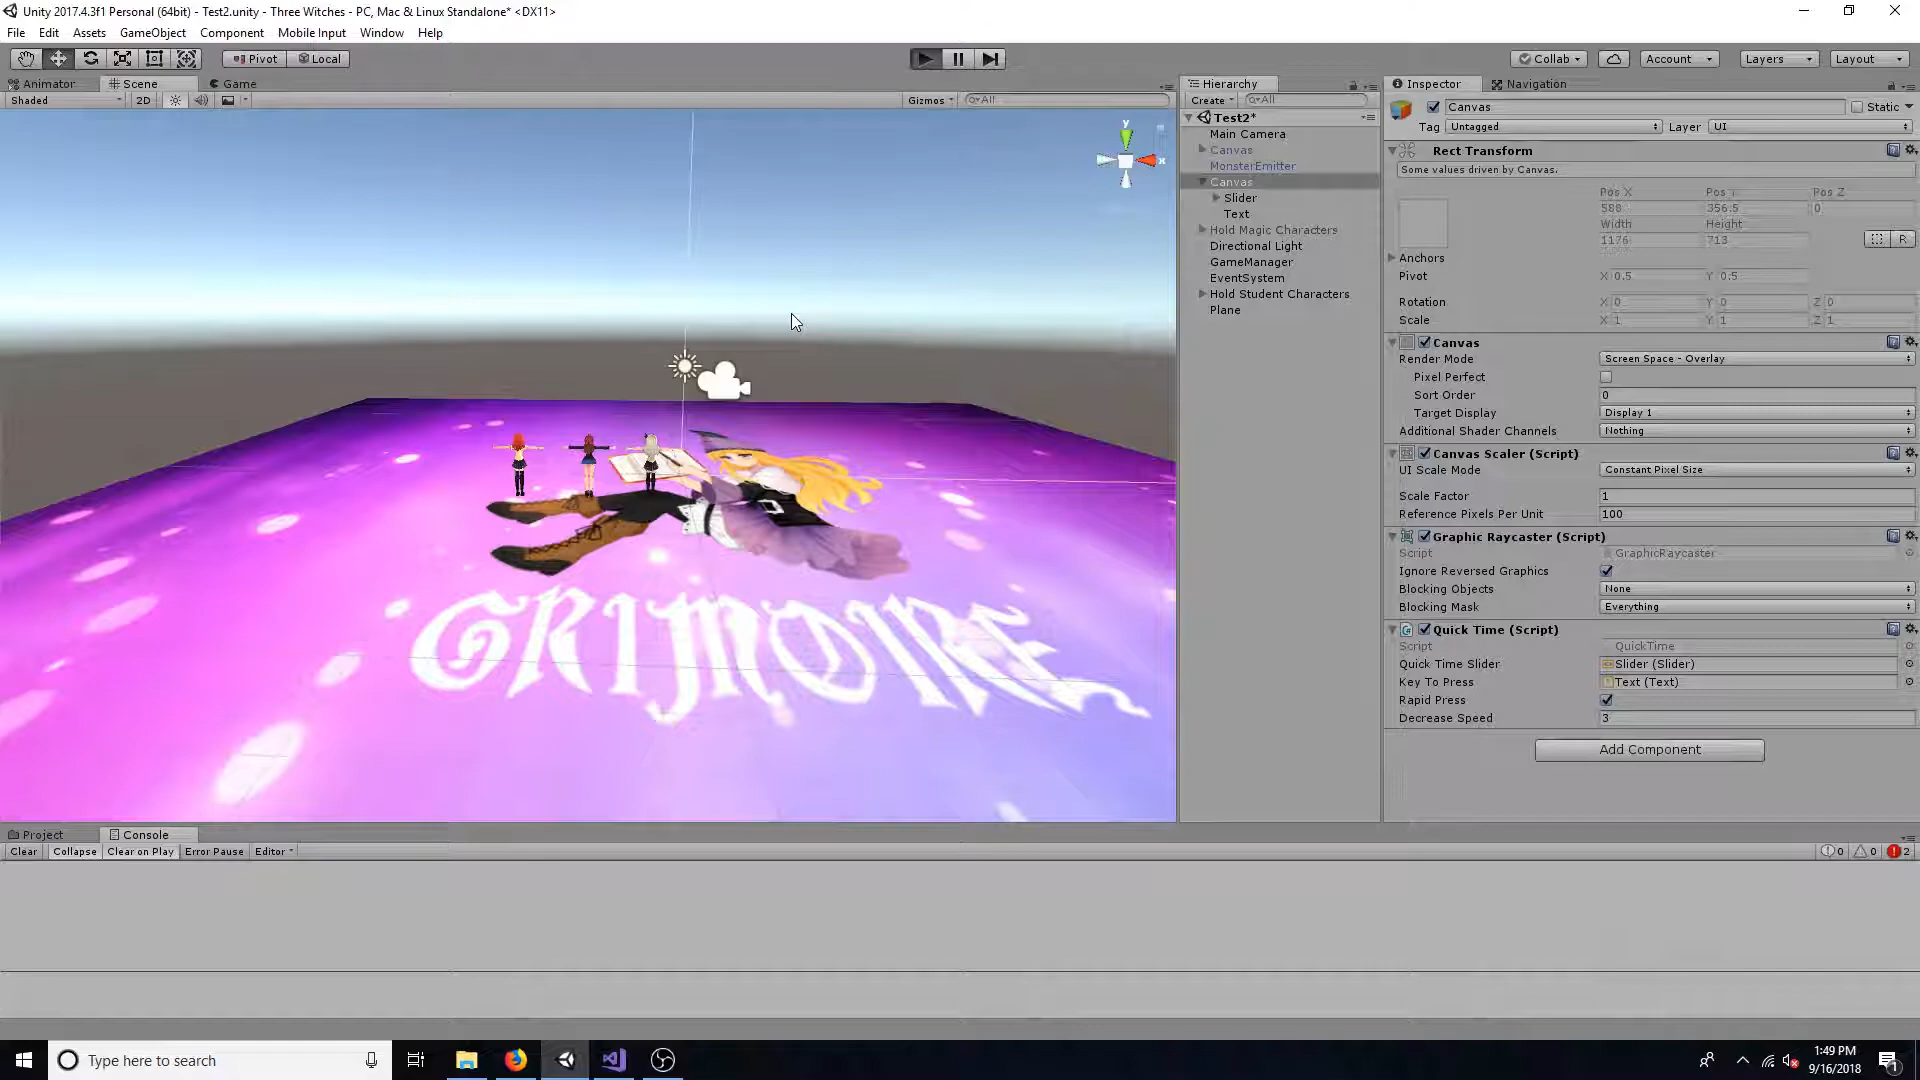 Unity 2017.4.3f1 Personal (64bit) - Test2.unity - Three Witches - PC, Mac & Linux Standalone* <DX11>
File Edit Assets GameObject Component Mobile Input Window Help
Pivot Local Collab Account Layers Layout
Animator Scene Game
Shaded 2D Gizmos All
y
x
GRIMOIRE
Hierarchy
Create All
Test2*
Main Camera
Canvas
MonsterEmitter
Canvas
Slider
Text
Hold Magic Characters
Directional Light
GameManager
EventSystem
Hold Student Characters
Plane
Inspector Navigation
Canvas Static
Tag Untagged Layer UI
Rect Transform
Some values driven by Canvas.
Pos X Pos Y Pos Z
588 356.5 0
Width Height
1176 713
R
Anchors
Pivot X 0.5 Y 0.5
Rotation X 0 Y 0 Z 0
Scale X 1 Y 1 Z 1
Canvas
Render Mode Screen Space - Overlay
Pixel Perfect
Sort Order 0
Target Display Display 1
Additional Shader Channels Nothing
Canvas Scaler (Script)
UI Scale Mode Constant Pixel Size
Scale Factor 1
Reference Pixels Per Unit 100
Graphic Raycaster (Script)
Script GraphicRaycaster
Ignore Reversed Graphics
Blocking Objects None
Blocking Mask Everything
Quick Time (Script)
Script QuickTime
Quick Time Slider Slider (Slider)
Key To Press Text (Text)
Rapid Press
Decrease Speed 3
Add Component
Project Console
Clear Collapse Clear on Play Error Pause Editor 0 0 2
Type here to search
1:49 PM
9/16/2018
1